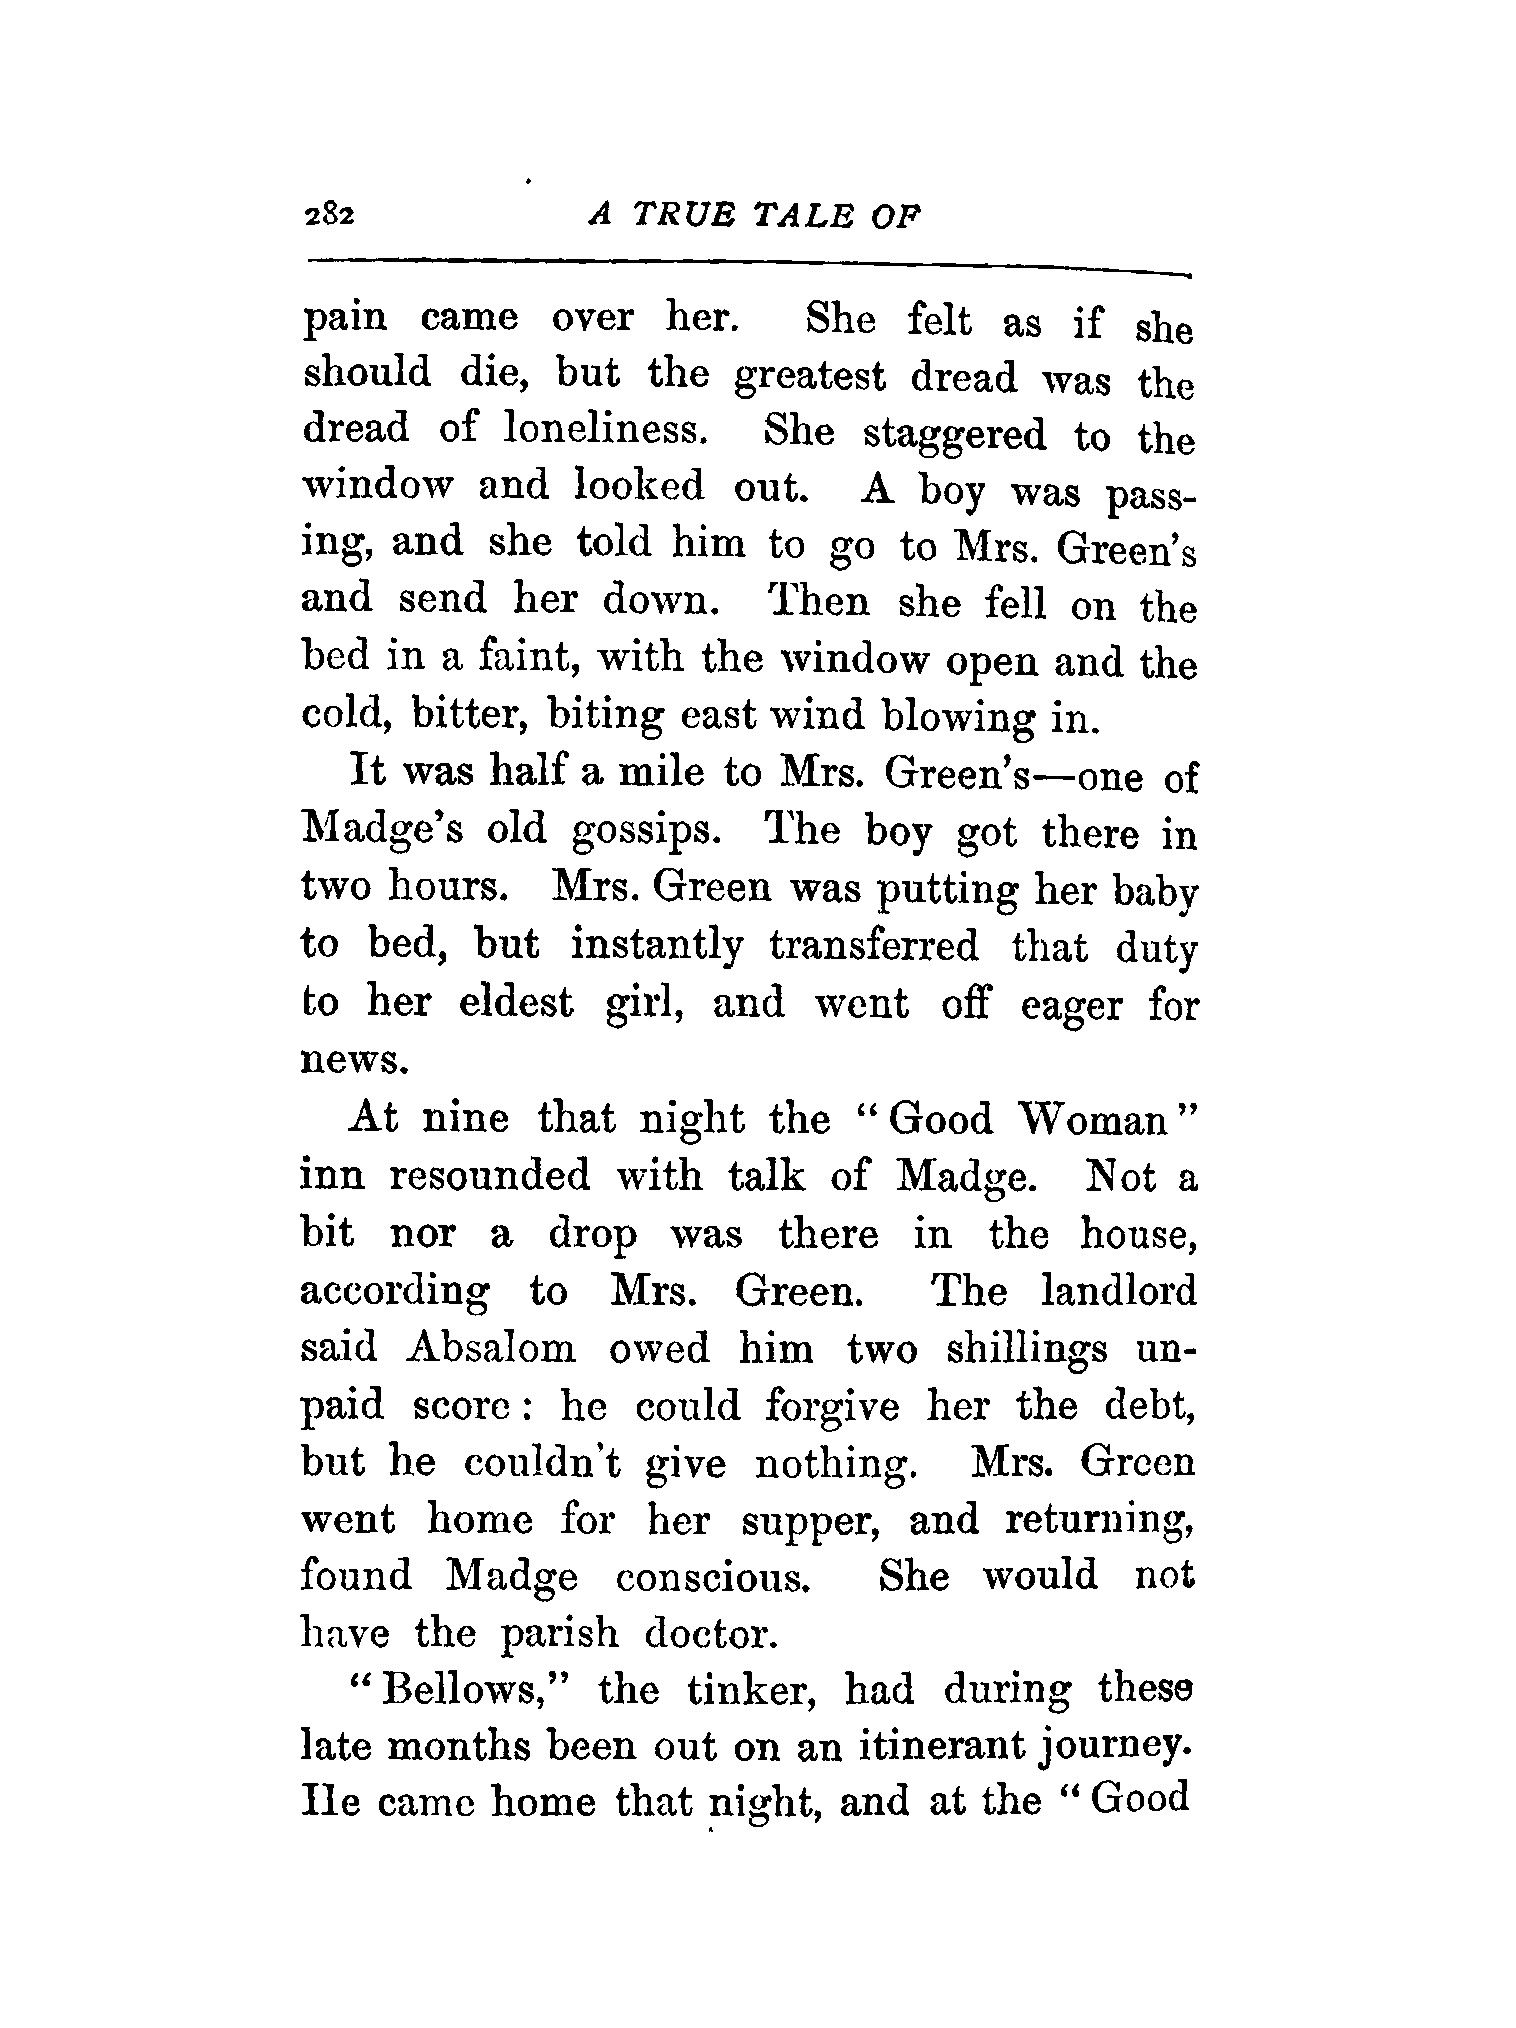 282 A TRUE TALE OF
pain came over her. She felt as if she
should die, but the greatest dread was the
dread of loneliness. She staggered to the
window and looked out. A boy was pass-
ing, and she told him to go to Mrs. Green's
and send her down. Then she fell on the
bed in a faint, with the window open and the
cold, bitter, biting east wind blowing in.
It was half a mile to Mrs. Green's—one of
Madge's old gossips. The boy got there in
two hours. Mrs. Green was putting her baby
to bed, but instantly transferred that duty
to her eldest girl, and went off eager for
news.
At nine that night the "Good Woman"
inn resounded with talk of Madge. Not a
bit nor a drop was there in the house,
according to Mrs. Green. The landlord
said Absalom owed him two shillings un-
paid score: he could forgive her the debt,
but he couldn't give nothing. Mrs. Green
went home for her supper, and returning,
found Madge conscious. She would not
have the parish doctor.
"Bellows," the tinker, had during these
late months been out on an itinerant journey.
He came home that night, and at the "Good